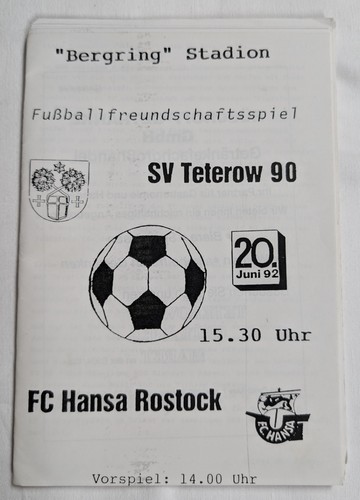 "Bergring" Stadion
Fußballfreundschaftsspiel
SV Teterow 90
20.
Juni 92
15.30 Uhr
FC Hansa Rostock
F.C. HANSA
Vorspiel: 14.00 Uhr